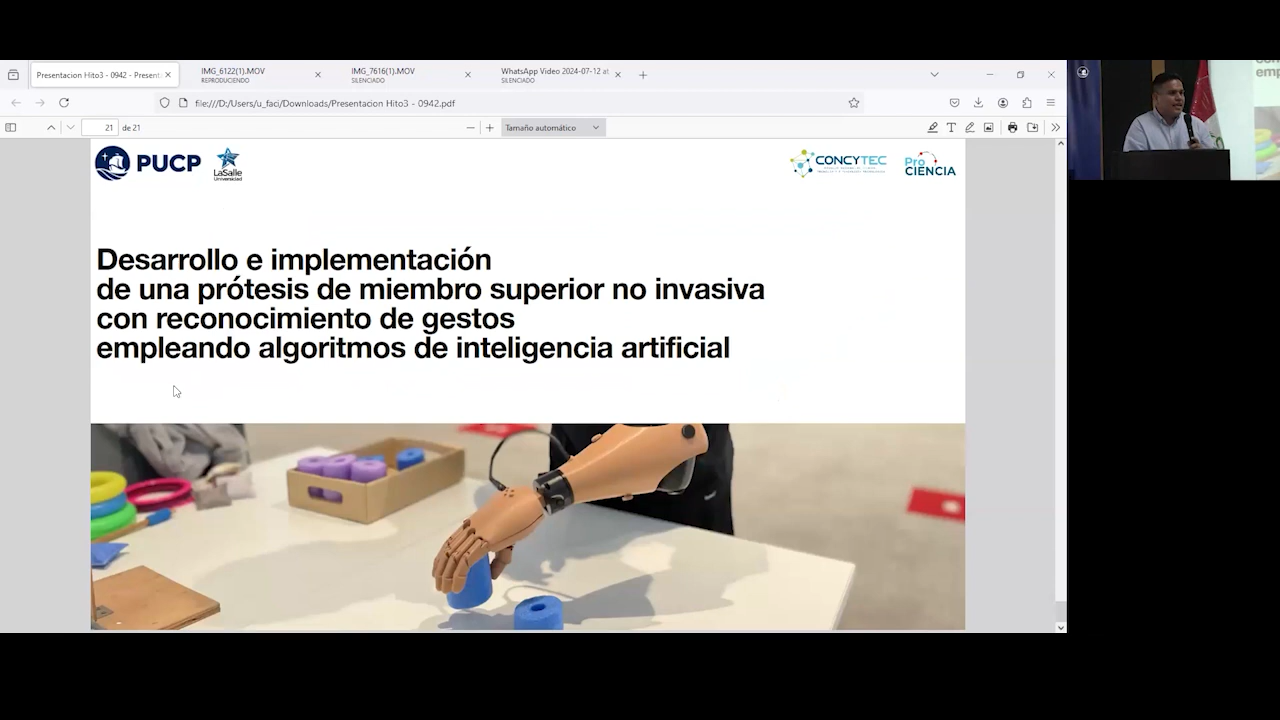 Presentacion Hito3 - 0942 - Present
IMG_6122(1).MOV
REPRODUCIENDO
IMG_7616(1).MOV
SILENCIADO
WhatsApp Video 2024-07-12 at
SILENCIADO
file:///D:/Users/u_faci/Downloads/Presentacion Hito3 - 0942.pdf
21 de 21
Tamaño automático
PUCP
LaSalle
Universidad
CONCYTEC
Pro
CIENCIA
Desarrollo e implementación
de una prótesis de miembro superior no invasiva
con reconocimiento de gestos
empleando algoritmos de inteligencia artificial